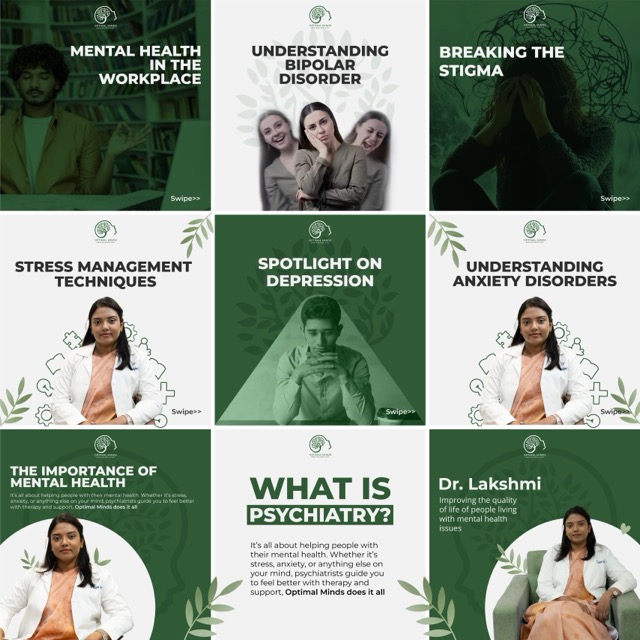 MENTAL HEALTH
IN THE
WORKPLACE
Swipe>>
UNDERSTANDING
BIPOLAR
DISORDER
BREAKING THE
STIGMA
Swipe>>
STRESS MANAGEMENT
TECHNIQUES
Swipe>>
SPOTLIGHT ON
DEPRESSION
Swipe>>
UNDERSTANDING
ANXIETY DISORDERS
Swipe>>
THE IMPORTANCE OF
MENTAL HEALTH
It's all about helping people with their mental health. Whether it's stress,
anxiety, or anything else on your mind, psychiatrists guide you to feel better
with therapy and support, Optimal Minds does it all
WHAT IS
PSYCHIATRY?
It's all about helping people with
their mental health. Whether it's
stress, anxiety, or anything else on
your mind, psychiatrists guide you
to feel better with therapy and
support, Optimal Minds does it all
Dr. Lakshmi
Improving the quality
of life of people living
with mental health
issues